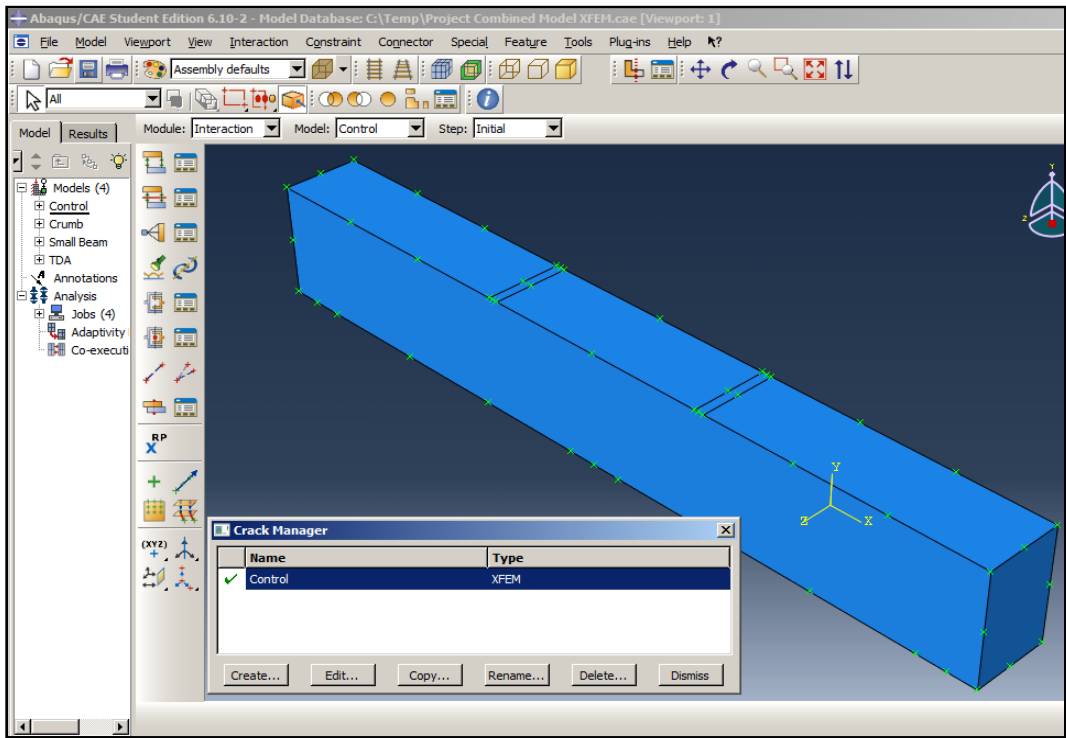 Abaqus/CAE Student Edition 6.10-2 - Model Database: C:\Temp\Project Combined Model XFEM.cae [Viewport: 1]
File Model Viewport View Interaction Constraint Connector Special Feature Tools Plug-ins Help
Assembly defaults
All
Model Results Module: Interaction Model: Control Step: Initial
Models (4)
Control
Crumb
Small Beam
TDA
Annotations
Analysis
Jobs (4)
Adaptivity
Co-executi
RP
X
(XYZ)
Y
Z
Y
Z
X
Crack Manager
Name Type
Control XFEM
Create... Edit... Copy... Rename... Delete... Dismiss